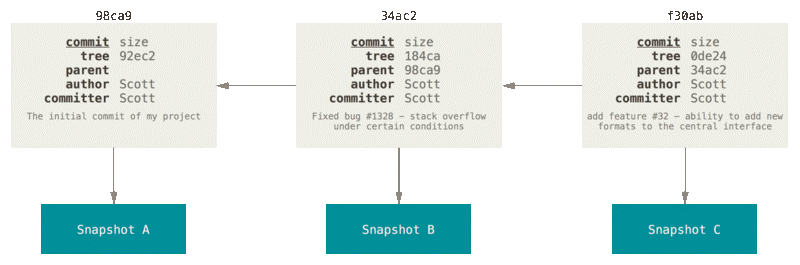 98ca9
commit size
tree 92ec2
parent
author Scott
committer Scott
The initial commit of my project
Snapshot A
34ac2
commit size
tree 184ca
parent 98ca9
author Scott
committer Scott
Fixed bug #1328 – stack overflow
under certain conditions
Snapshot B
f30ab
commit size
tree 0de24
parent 34ac2
author Scott
committer Scott
add feature #32 – ability to add new
formats to the central interface
Snapshot C